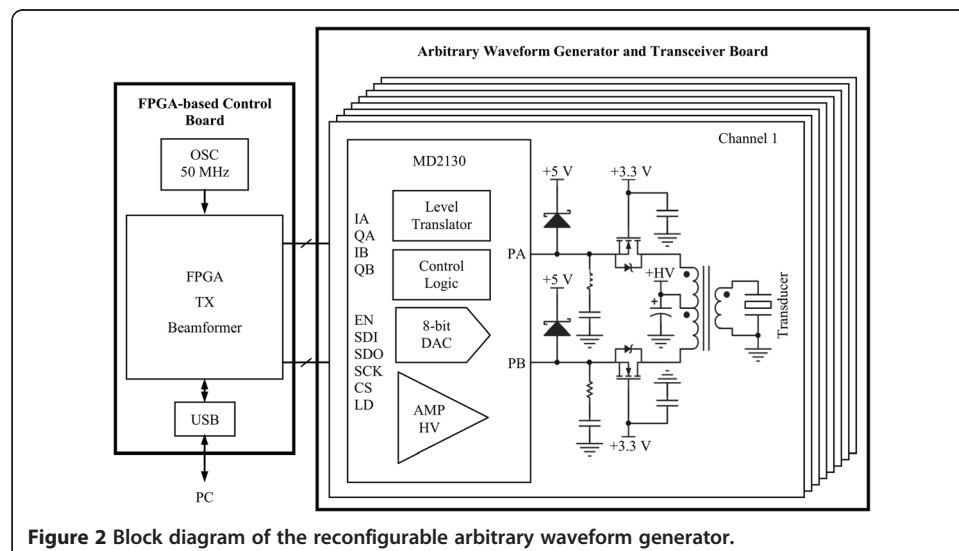 Arbitrary Waveform Generator and Transceiver Board
FPGA-based Control
Board
OSC
50 MHz
FPGA
TX
Beamformer
USB
PC
Channel 1
MD2130
IA
QA
IB
QB
EN
SDI
SDO
SCK
CS
LD
Level
Translator
Control
Logic
8-bit
DAC
AMP
HV
PA
PB
+5 V
+3.3 V
+5 V
+HV
+
+3.3 V
Transducer
Figure 2 Block diagram of the reconfigurable arbitrary waveform generator.